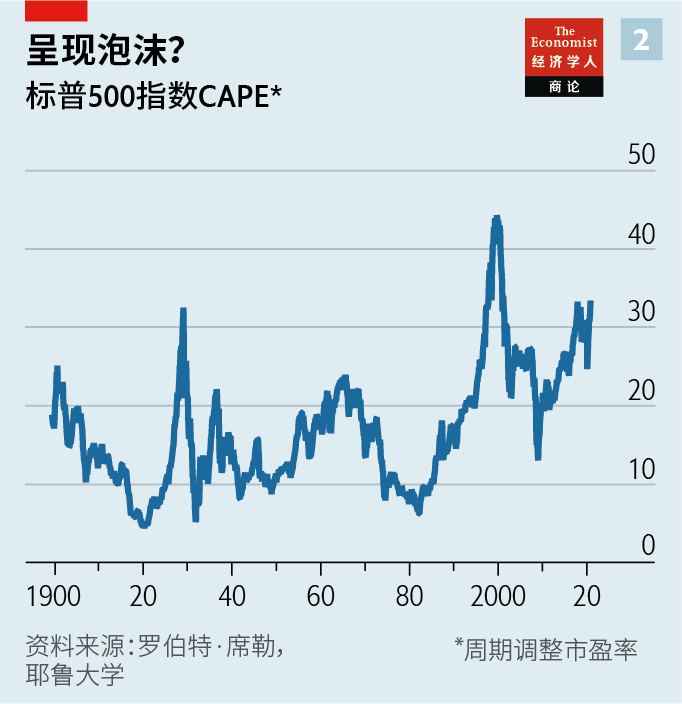 呈现泡沫？
标普500指数CAPE*
The
Economist
经济学人
商论
2
50
40
30
20
10
0
1900 20 40 60 80 2000 20
资料来源：罗伯特·席勒，
耶鲁大学
*周期调整市盈率